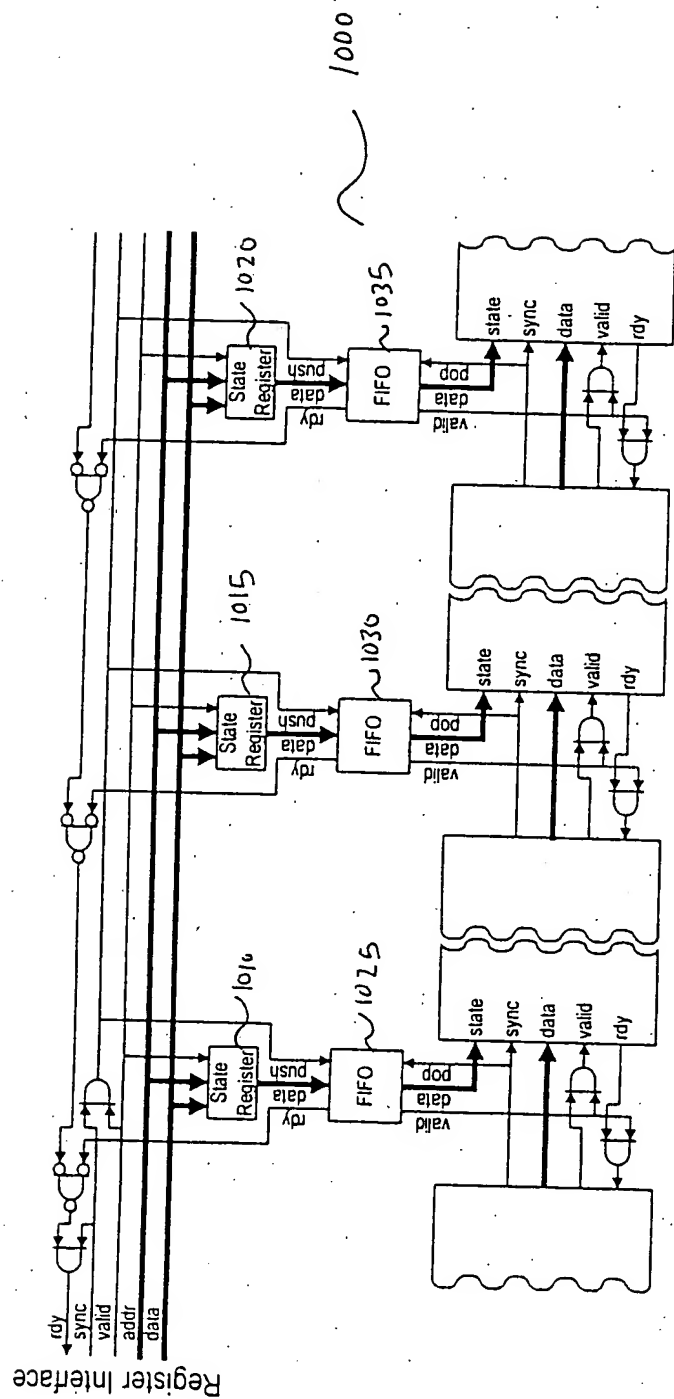 Register Interface
rdy
sync
valid
addr
data
1000
State
Register
1010
rdy
data
push
FIFO
1025
valid
data
pop
state
sync
data
valid
rdy
State
Register
1015
rdy
data
push
FIFO
1030
valid
data
pop
state
sync
data
valid
rdy
State
Register
1020
rdy
data
push
FIFO
1035
valid
data
pop
state
sync
data
valid
rdy